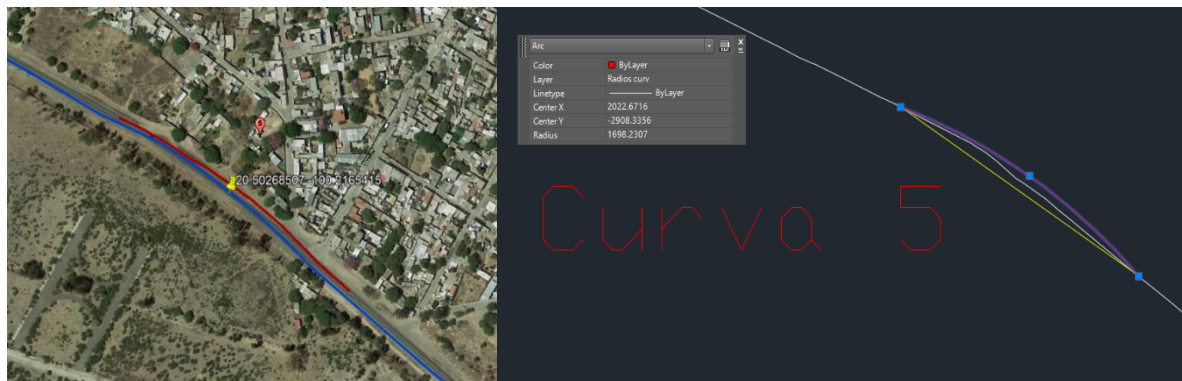 5
20.50268507, -100.2165415
Arc
Color ByLayer
Layer Radios curv
Linetype ByLayer
Center X 2022.6716
Center Y -2908.3356
Radius 1698.2307
Curva 5